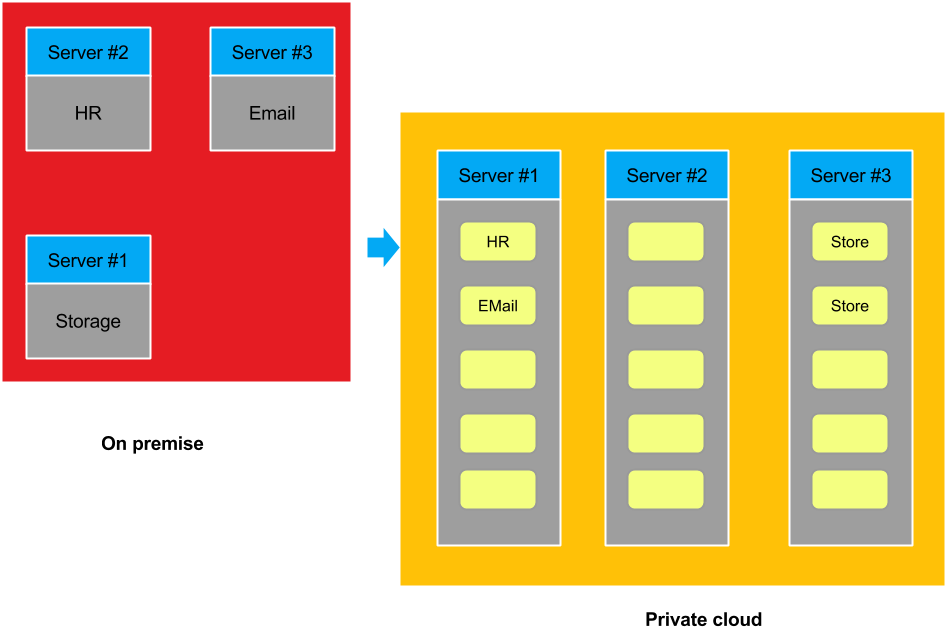 Server #2
HR
Server #3
Email
Server #1
Storage
On premise
Server #1
HR
EMail
Server #2
Server #3
Store
Store
Private cloud